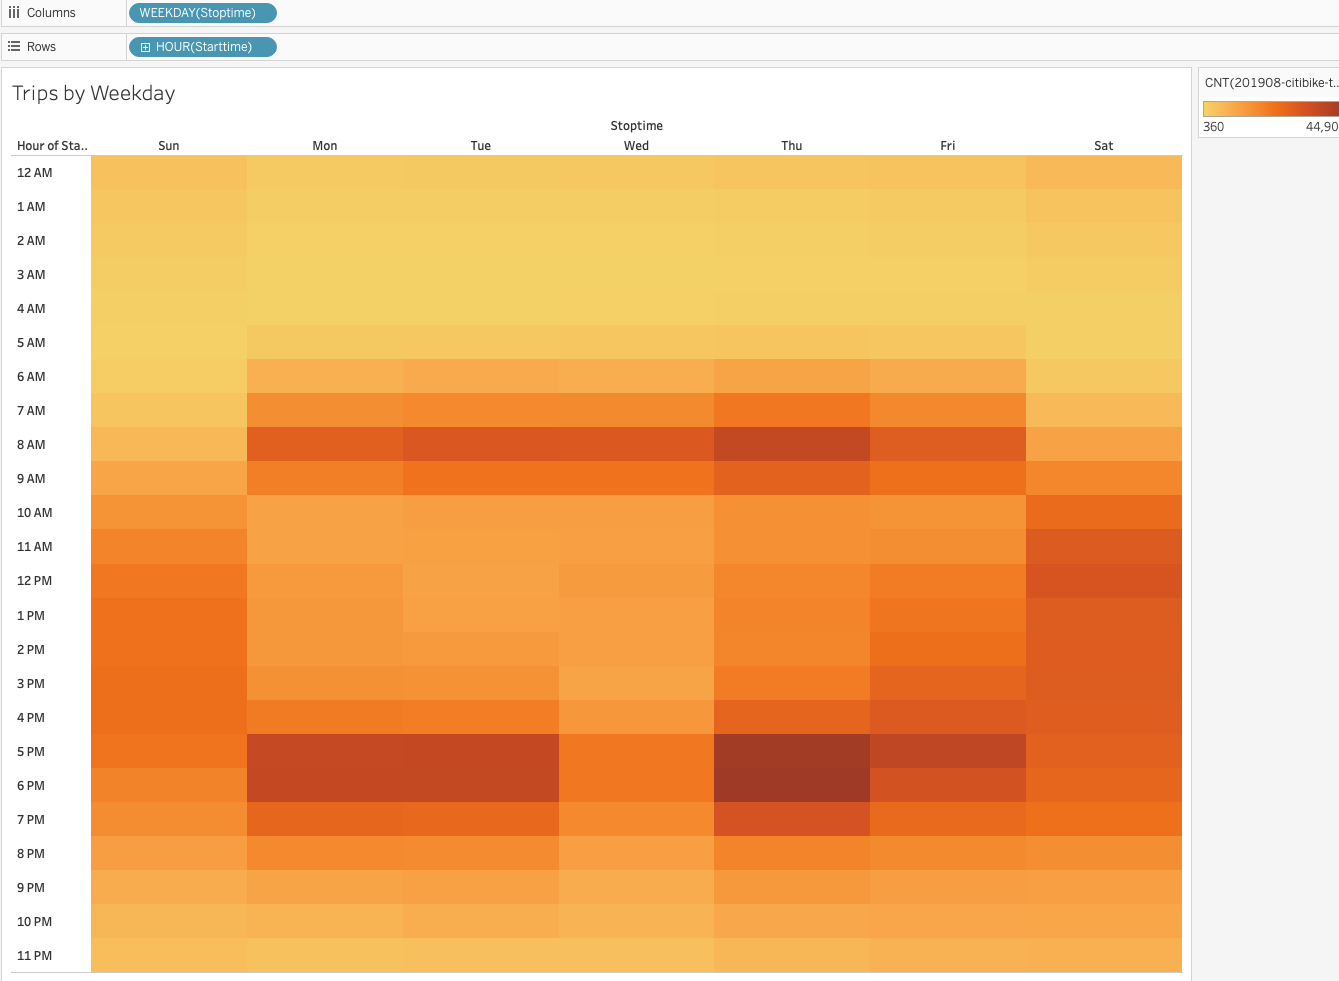 Columns WEEKDAY(Stoptime)
Rows HOUR(Starttime)
Trips by Weekday
CNT(201908-citibike-t..
360 44,90
Stoptime
Hour of Sta.. Sun Mon Tue Wed Thu Fri Sat
12 AM
1 AM
2 AM
3 AM
4 AM
5 AM
6 AM
7 AM
8 AM
9 AM
10 AM
11 AM
12 PM
1 PM
2 PM
3 PM
4 PM
5 PM
6 PM
7 PM
8 PM
9 PM
10 PM
11 PM